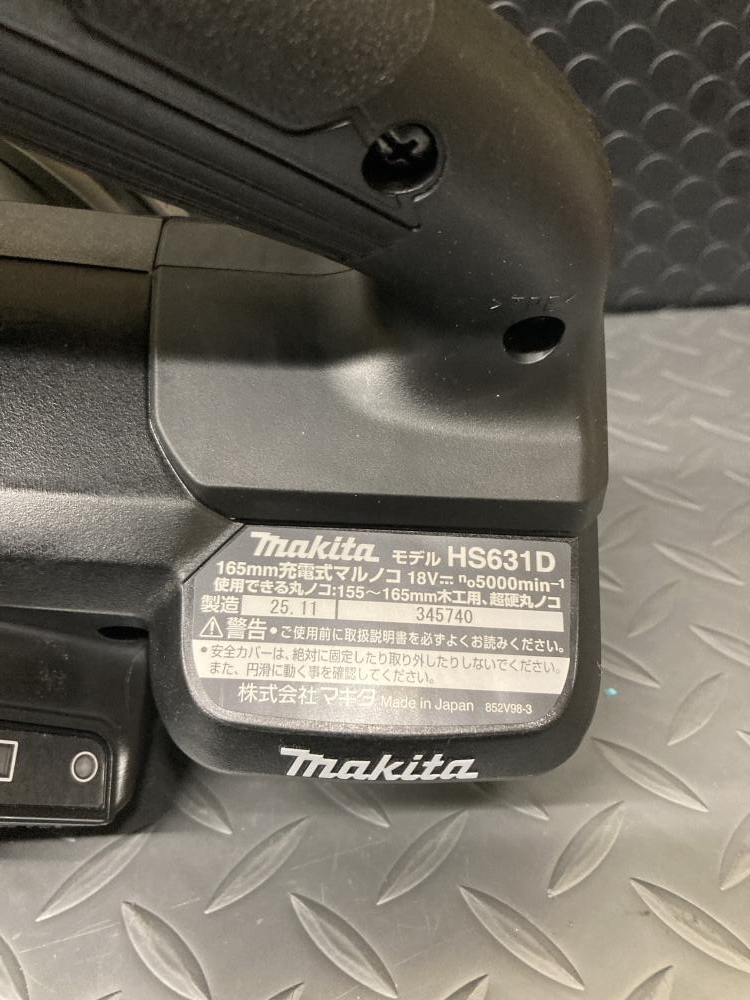 >TPE<
makita モデル HS631D
165mm充電式マルノコ 18V⎓ n₀5000min⁻¹
使用できる丸ノコ:155～165mm木工用、超硬丸ノコ
製造 25.11 345740
⚠警告•ご使用前に取扱説明書を必ずよくお読みください。
•安全カバーは、絶対に固定したり取り外したりしないでください。
また、円滑に動く事を確認してください。
株式会社マキタ Made in Japan 852V98-3
makita